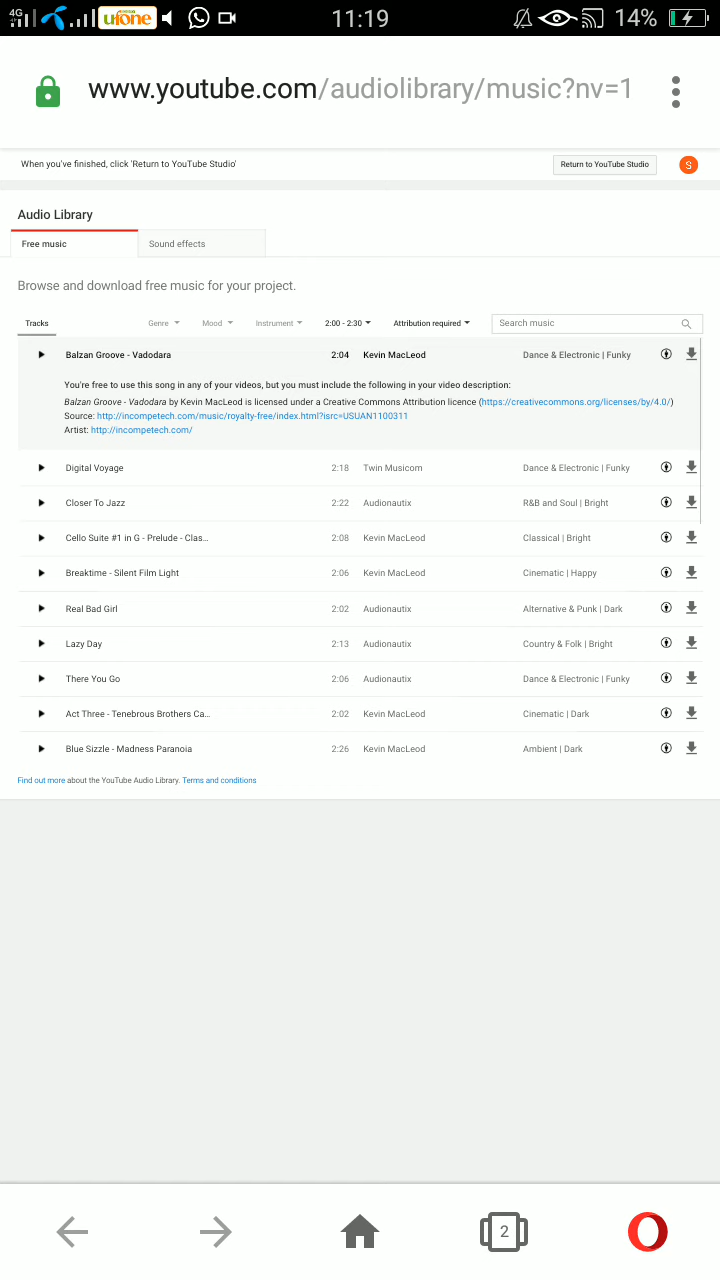 4G ufone 11:19 14%
www.youtube.com/audiolibrary/music?nv=1
When you've finished, click 'Return to YouTube Studio' Return to YouTube Studio S
Audio Library
Free music Sound effects
Browse and download free music for your project.
Tracks Genre Mood Instrument 2:00 - 2:30 Attribution required Search music
Balzan Groove - Vadodara 2:04 Kevin MacLeod Dance & Electronic | Funky
You're free to use this song in any of your videos, but you must include the following in your video description:
Balzan Groove - Vadodara by Kevin MacLeod is licensed under a Creative Commons Attribution licence (https://creativecommons.org/licenses/by/4.0/)
Source: http://incompetech.com/music/royalty-free/index.html?isrc=USUAN1100311
Artist: http://incompetech.com/
Digital Voyage 2:18 Twin Musicom Dance & Electronic | Funky
Closer To Jazz 2:22 Audionautix R&B and Soul | Bright
Cello Suite #1 in G - Prelude - Clas... 2:08 Kevin MacLeod Classical | Bright
Breaktime - Silent Film Light 2:06 Kevin MacLeod Cinematic | Happy
Real Bad Girl 2:02 Audionautix Alternative & Punk | Dark
Lazy Day 2:13 Audionautix Country & Folk | Bright
There You Go 2:06 Audionautix Dance & Electronic | Funky
Act Three - Tenebrous Brothers Ca... 2:02 Kevin MacLeod Cinematic | Dark
Blue Sizzle - Madness Paranoia 2:26 Kevin MacLeod Ambient | Dark
Find out more about the YouTube Audio Library. Terms and conditions
2